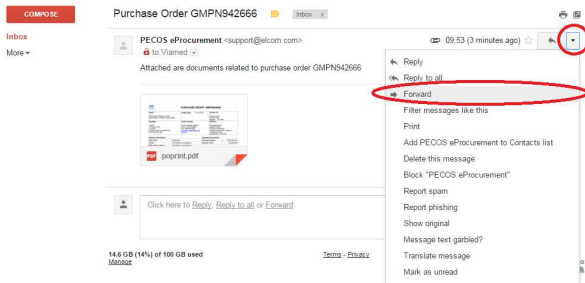 COMPOSE
Inbox
More
Purchase Order GMPN942666
Inbox x
PECOS eProcurement <support@elcom.com>
09:53 (3 minutes ago)
to Viamed
Attached are documents related to purchase order GMPN942666
PDF poprint.pdf
Click here to Reply, Reply to all or Forward
14.6 GB (14%) of 100 GB used
Manage
Terms - Privacy
Reply
Reply to all
Forward
Filter messages like this
Print
Add PECOS eProcurement to Contacts list
Delete this message
Block "PECOS eProcurement"
Report spam
Report phishing
Show original
Message text garbled?
Translate message
Mark as unread